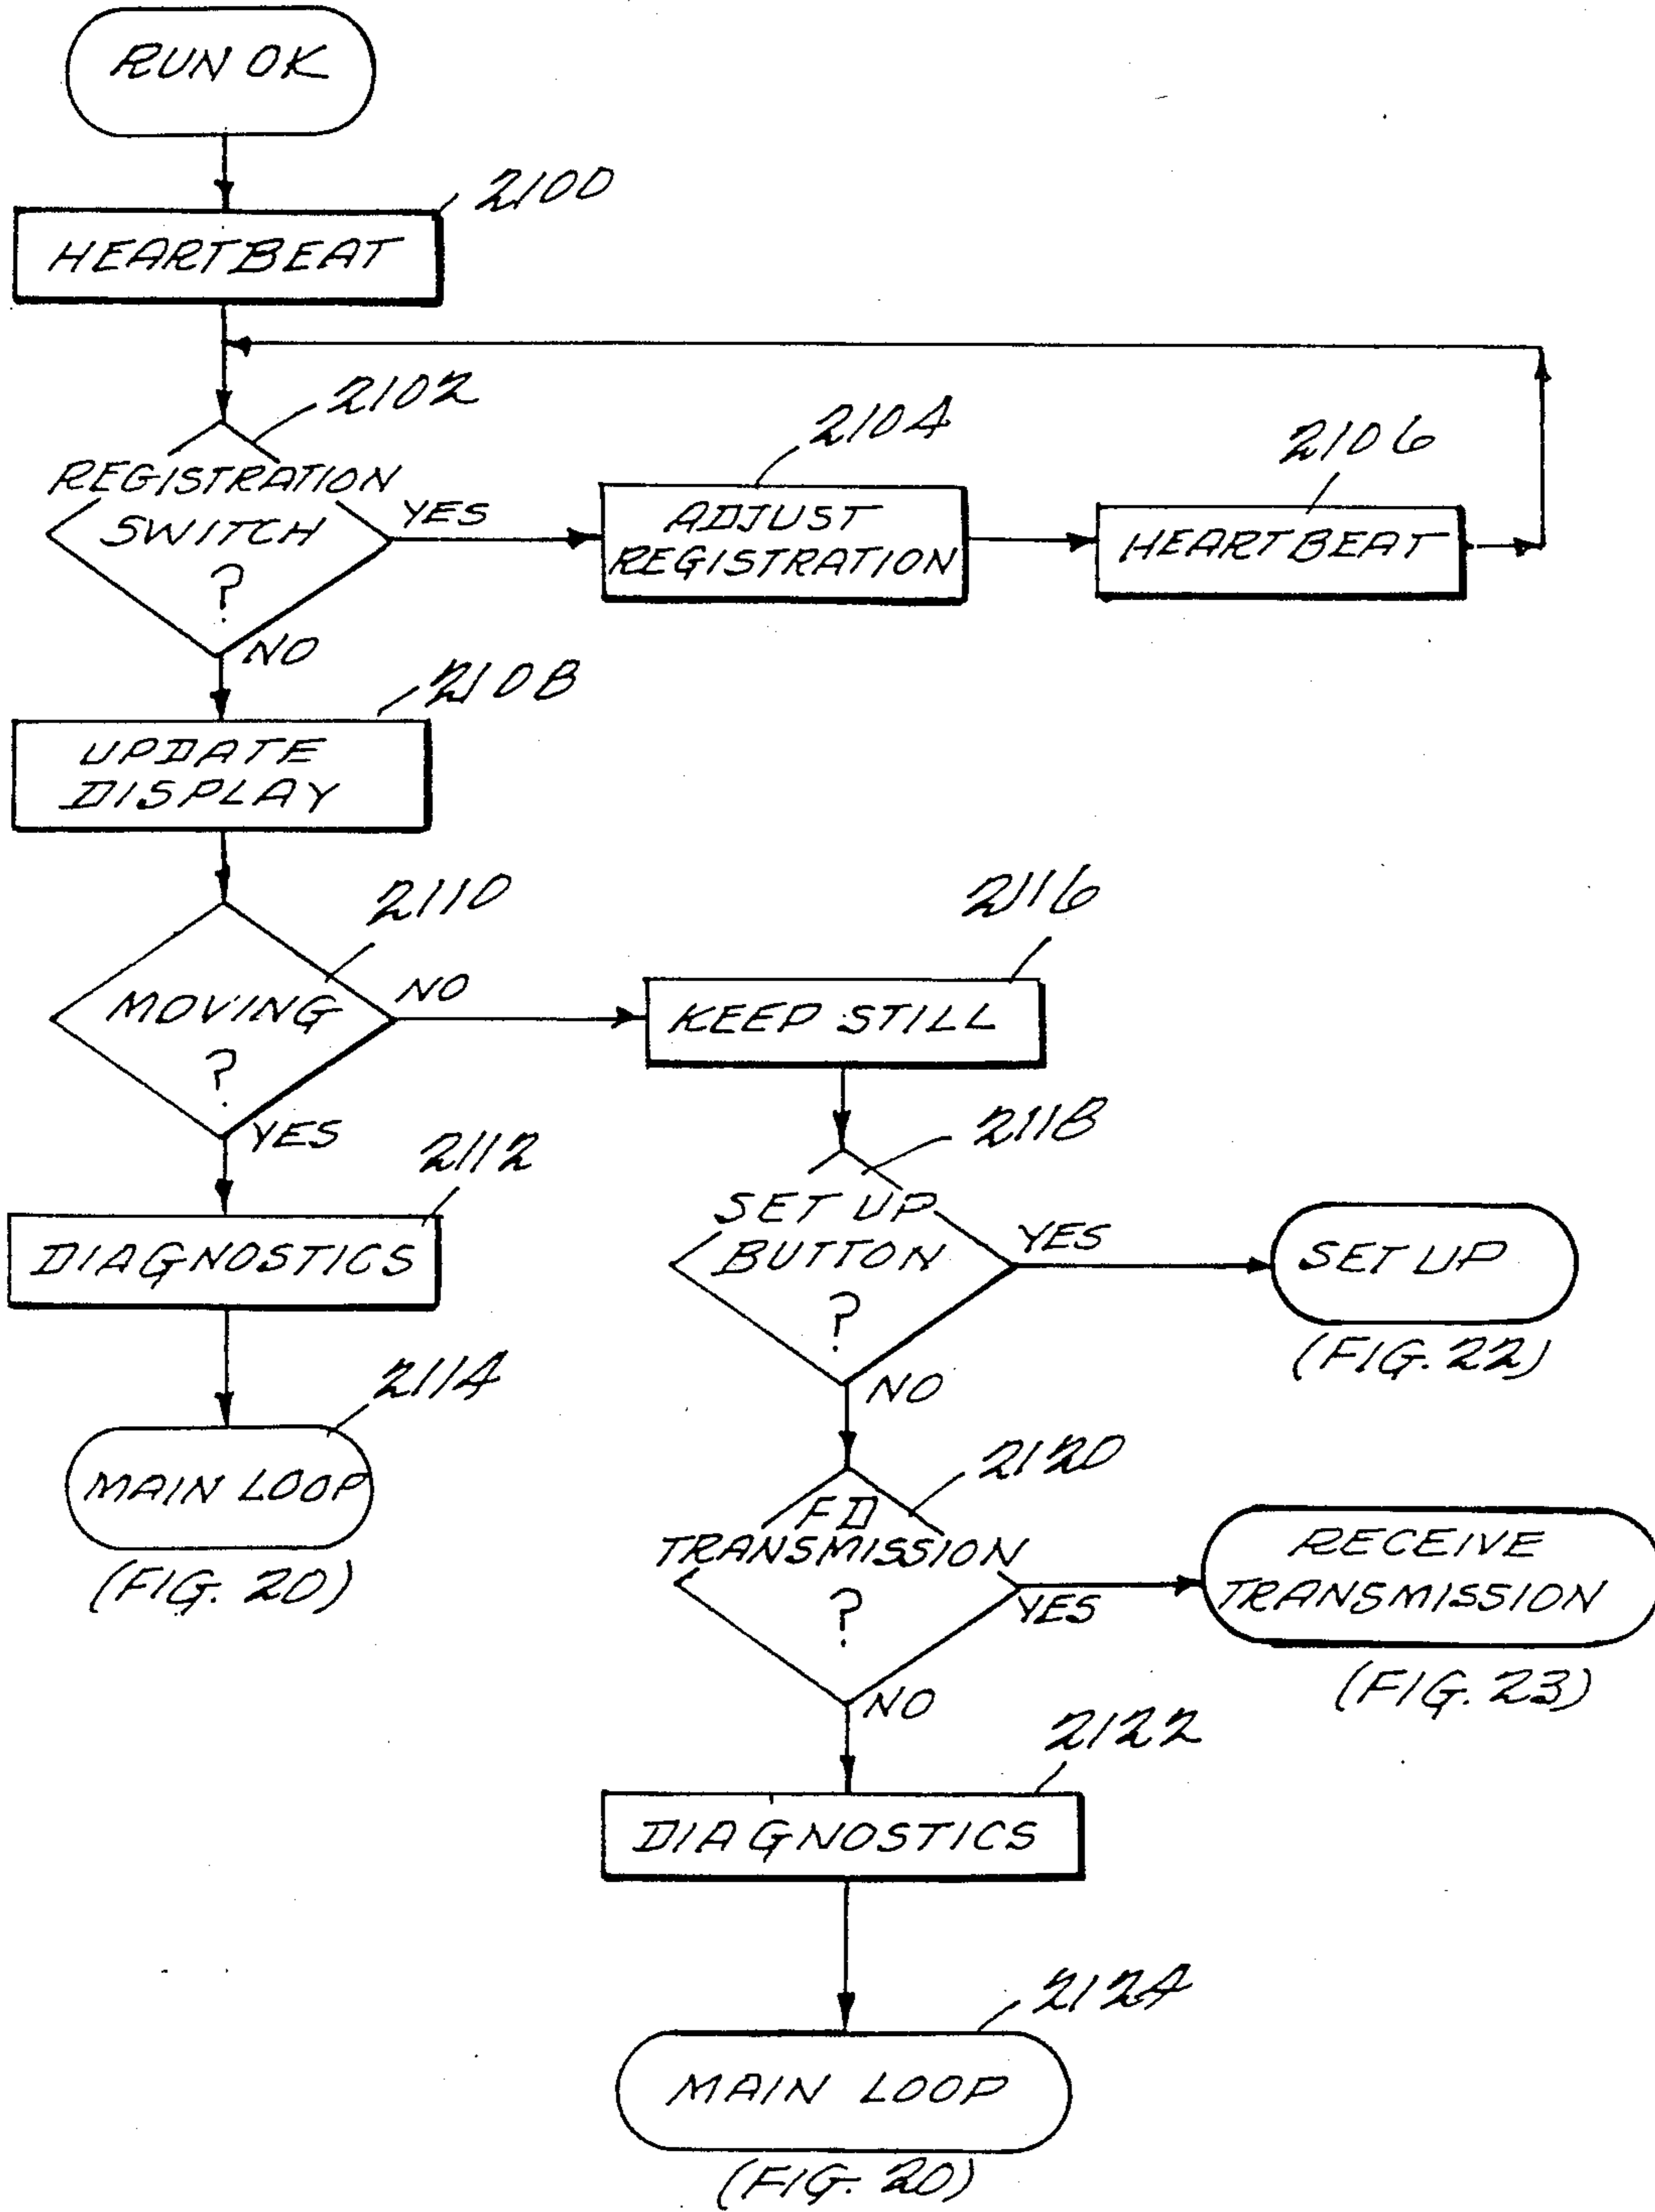 RUN OK
2100
HEARTBEAT
2102
REGISTRATION
SWITCH
?
YES
NO
2104
ADJUST
REGISTRATION
2106
HEARTBEAT
2108
UPDATE
DISPLAY
2110
MOVING
?
NO
YES
2112
DIAGNOSTICS
2114
MAIN LOOP
(FIG. 20)
2116
KEEP STILL
2118
SET UP
BUTTON
?
YES
NO
SET UP
(FIG. 22)
2120
FD
TRANSMISSION
?
YES
NO
RECEIVE
TRANSMISSION
(FIG. 23)
2122
DIAGNOSTICS
2124
MAIN LOOP
(FIG. 20)